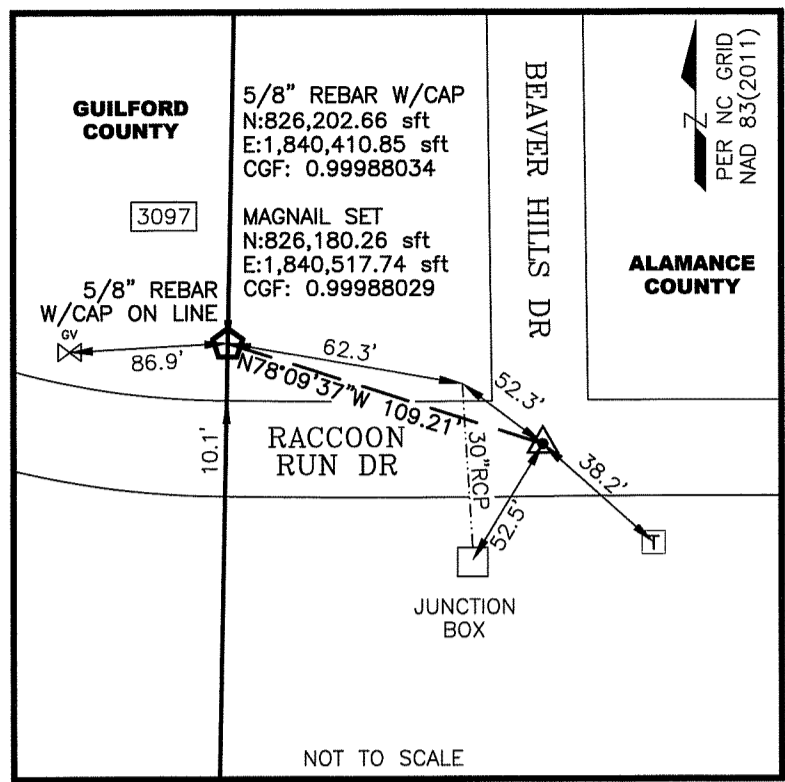 GUILFORD
COUNTY
3097
5/8" REBAR W/CAP
N:826,202.66 sft
E:1,840,410.85 sft
CGF: 0.99988034
MAGNAIL SET
N:826,180.26 sft
E:1,840,517.74 sft
CGF: 0.99988029
BEAVER HILLS DR
PER NC GRID
NAD 83(2011)
Z
ALAMANCE
COUNTY
5/8" REBAR
W/CAP ON LINE
GV
86.9'
62.3'
N78°09'37"W 109.21'
52.3'
10.1'
RACCOON
RUN DR
30"RCP
52.5'
38.2'
T
JUNCTION
BOX
NOT TO SCALE